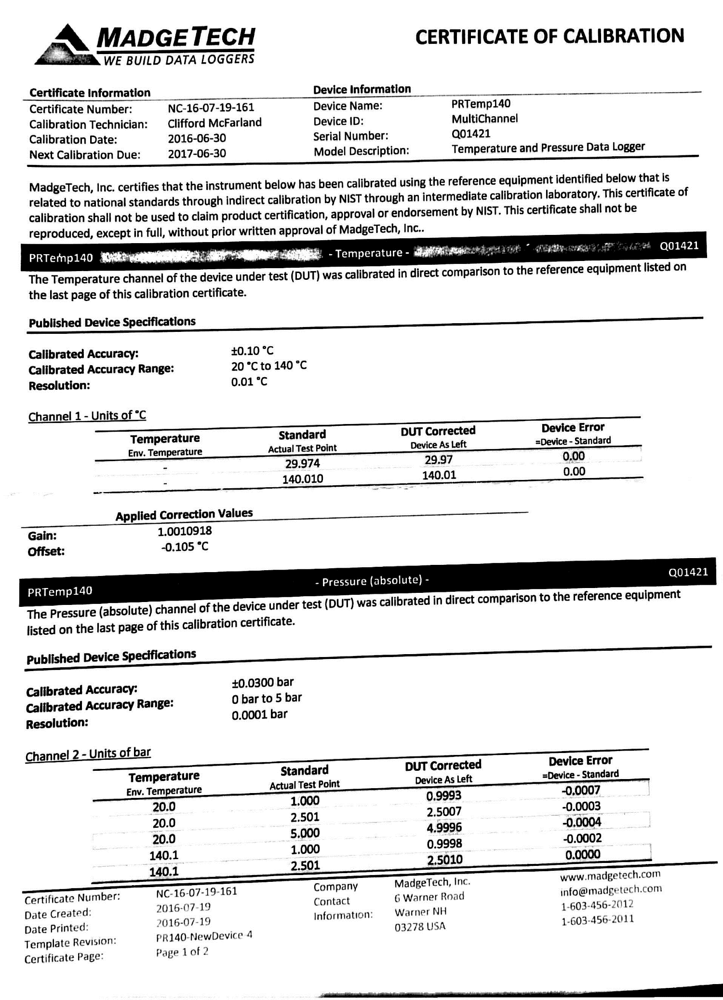 MADGETECH
WE BUILD DATA LOGGERS
CERTIFICATE OF CALIBRATION
Certificate Information
Certificate Number: NC-16-07-19-161
Calibration Technician: Clifford McFarland
Calibration Date: 2016-06-30
Next Calibration Due: 2017-06-30
Device Information
Device Name: PRTemp140
Device ID: MultiChannel
Serial Number: Q01421
Model Description: Temperature and Pressure Data Logger
MadgeTech, Inc. certifies that the instrument below has been calibrated using the reference equipment identified below that is
related to national standards through indirect calibration by NIST through an intermediate calibration laboratory. This certificate of
calibration shall not be used to claim product certification, approval or endorsement by NIST. This certificate shall not be
reproduced, except in full, without prior written approval of MadgeTech, Inc..
PRTemp140 - Temperature - Q01421
The Temperature channel of the device under test (DUT) was calibrated in direct comparison to the reference equipment listed on
the last page of this calibration certificate.
Published Device Specifications
Calibrated Accuracy: ±0.10 °C
Calibrated Accuracy Range: 20 °C to 140 °C
Resolution: 0.01 °C
Channel 1 - Units of °C
Temperature Standard DUT Corrected Device Error
Env. Temperature Actual Test Point Device As Left =Device - Standard
- 29.974 29.97 0.00
- 140.010 140.01 0.00
Applied Correction Values
Gain: 1.0010918
Offset: -0.105 °C
PRTemp140 - Pressure (absolute) - Q01421
The Pressure (absolute) channel of the device under test (DUT) was calibrated in direct comparison to the reference equipment
listed on the last page of this calibration certificate.
Published Device Specifications
Calibrated Accuracy: ±0.0300 bar
Calibrated Accuracy Range: 0 bar to 5 bar
Resolution: 0.0001 bar
Channel 2 - Units of bar
Temperature Standard DUT Corrected Device Error
Env. Temperature Actual Test Point Device As Left =Device - Standard
20.0 1.000 0.9993 -0.0007
20.0 2.501 2.5007 -0.0003
20.0 5.000 4.9996 -0.0004
140.1 1.000 0.9998 -0.0002
140.1 2.501 2.5010 0.0000
Certificate Number: NC-16-07-19-161
Date Created: 2016-07-19
Date Printed: 2016-07-19
Template Revision: PR140-NewDevice 4
Certificate Page: Page 1 of 2
Company
Contact
Information:
MadgeTech, Inc.
6 Warner Road
Warner NH
03278 USA
www.madgetech.com
info@madgetech.com
1-603-456-2012
1-603-456-2011